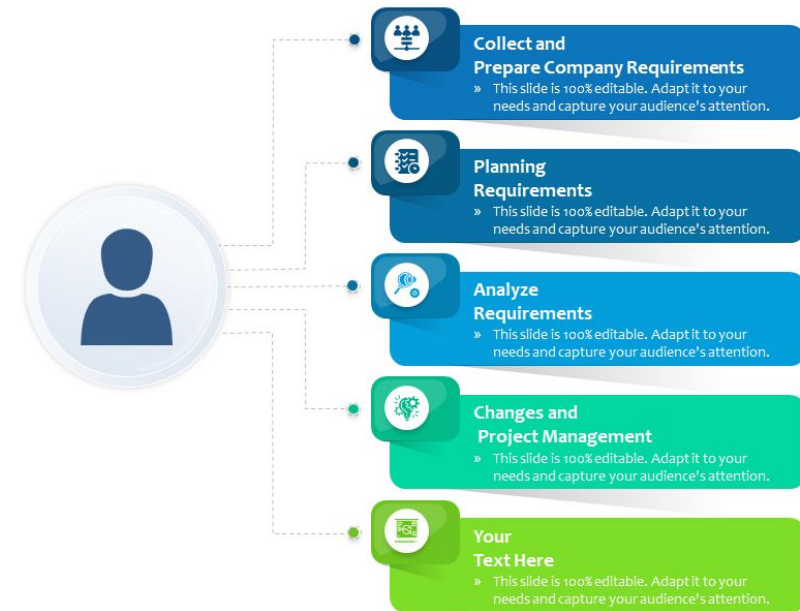 Collect and
Prepare Company Requirements
» This slide is 100% editable. Adapt it to your
needs and capture your audience's attention.
Planning
Requirements
» This slide is 100% editable. Adapt it to your
needs and capture your audience's attention.
Analyze
Requirements
» This slide is 100% editable. Adapt it to your
needs and capture your audience's attention.
Changes and
Project Management
» This slide is 100% editable. Adapt it to your
needs and capture your audience's attention.
Your
Text Here
» This slide is 100% editable. Adapt it to your
needs and capture your audience's attention.